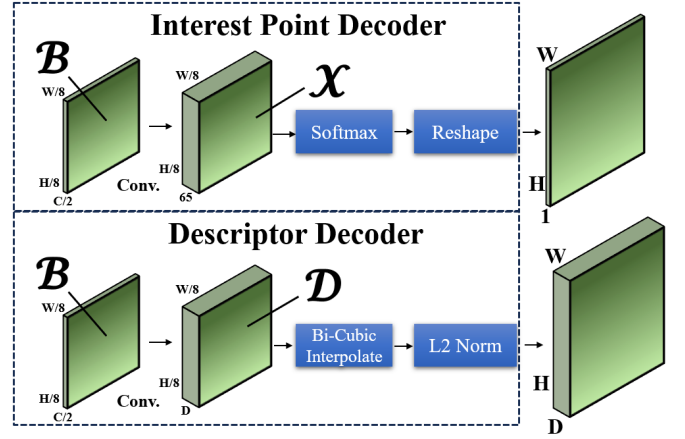 Interest Point Decoder
ℬ
𝒳
W/8
W/8
W
Softmax
Reshape
H/8
H/8
H
C/2
Conv.
65
1
Descriptor Decoder
ℬ
𝒟
W/8
W/8
W
Bi-Cubic
Interpolate
L2 Norm
H/8
H/8
H
C/2
Conv.
D
D